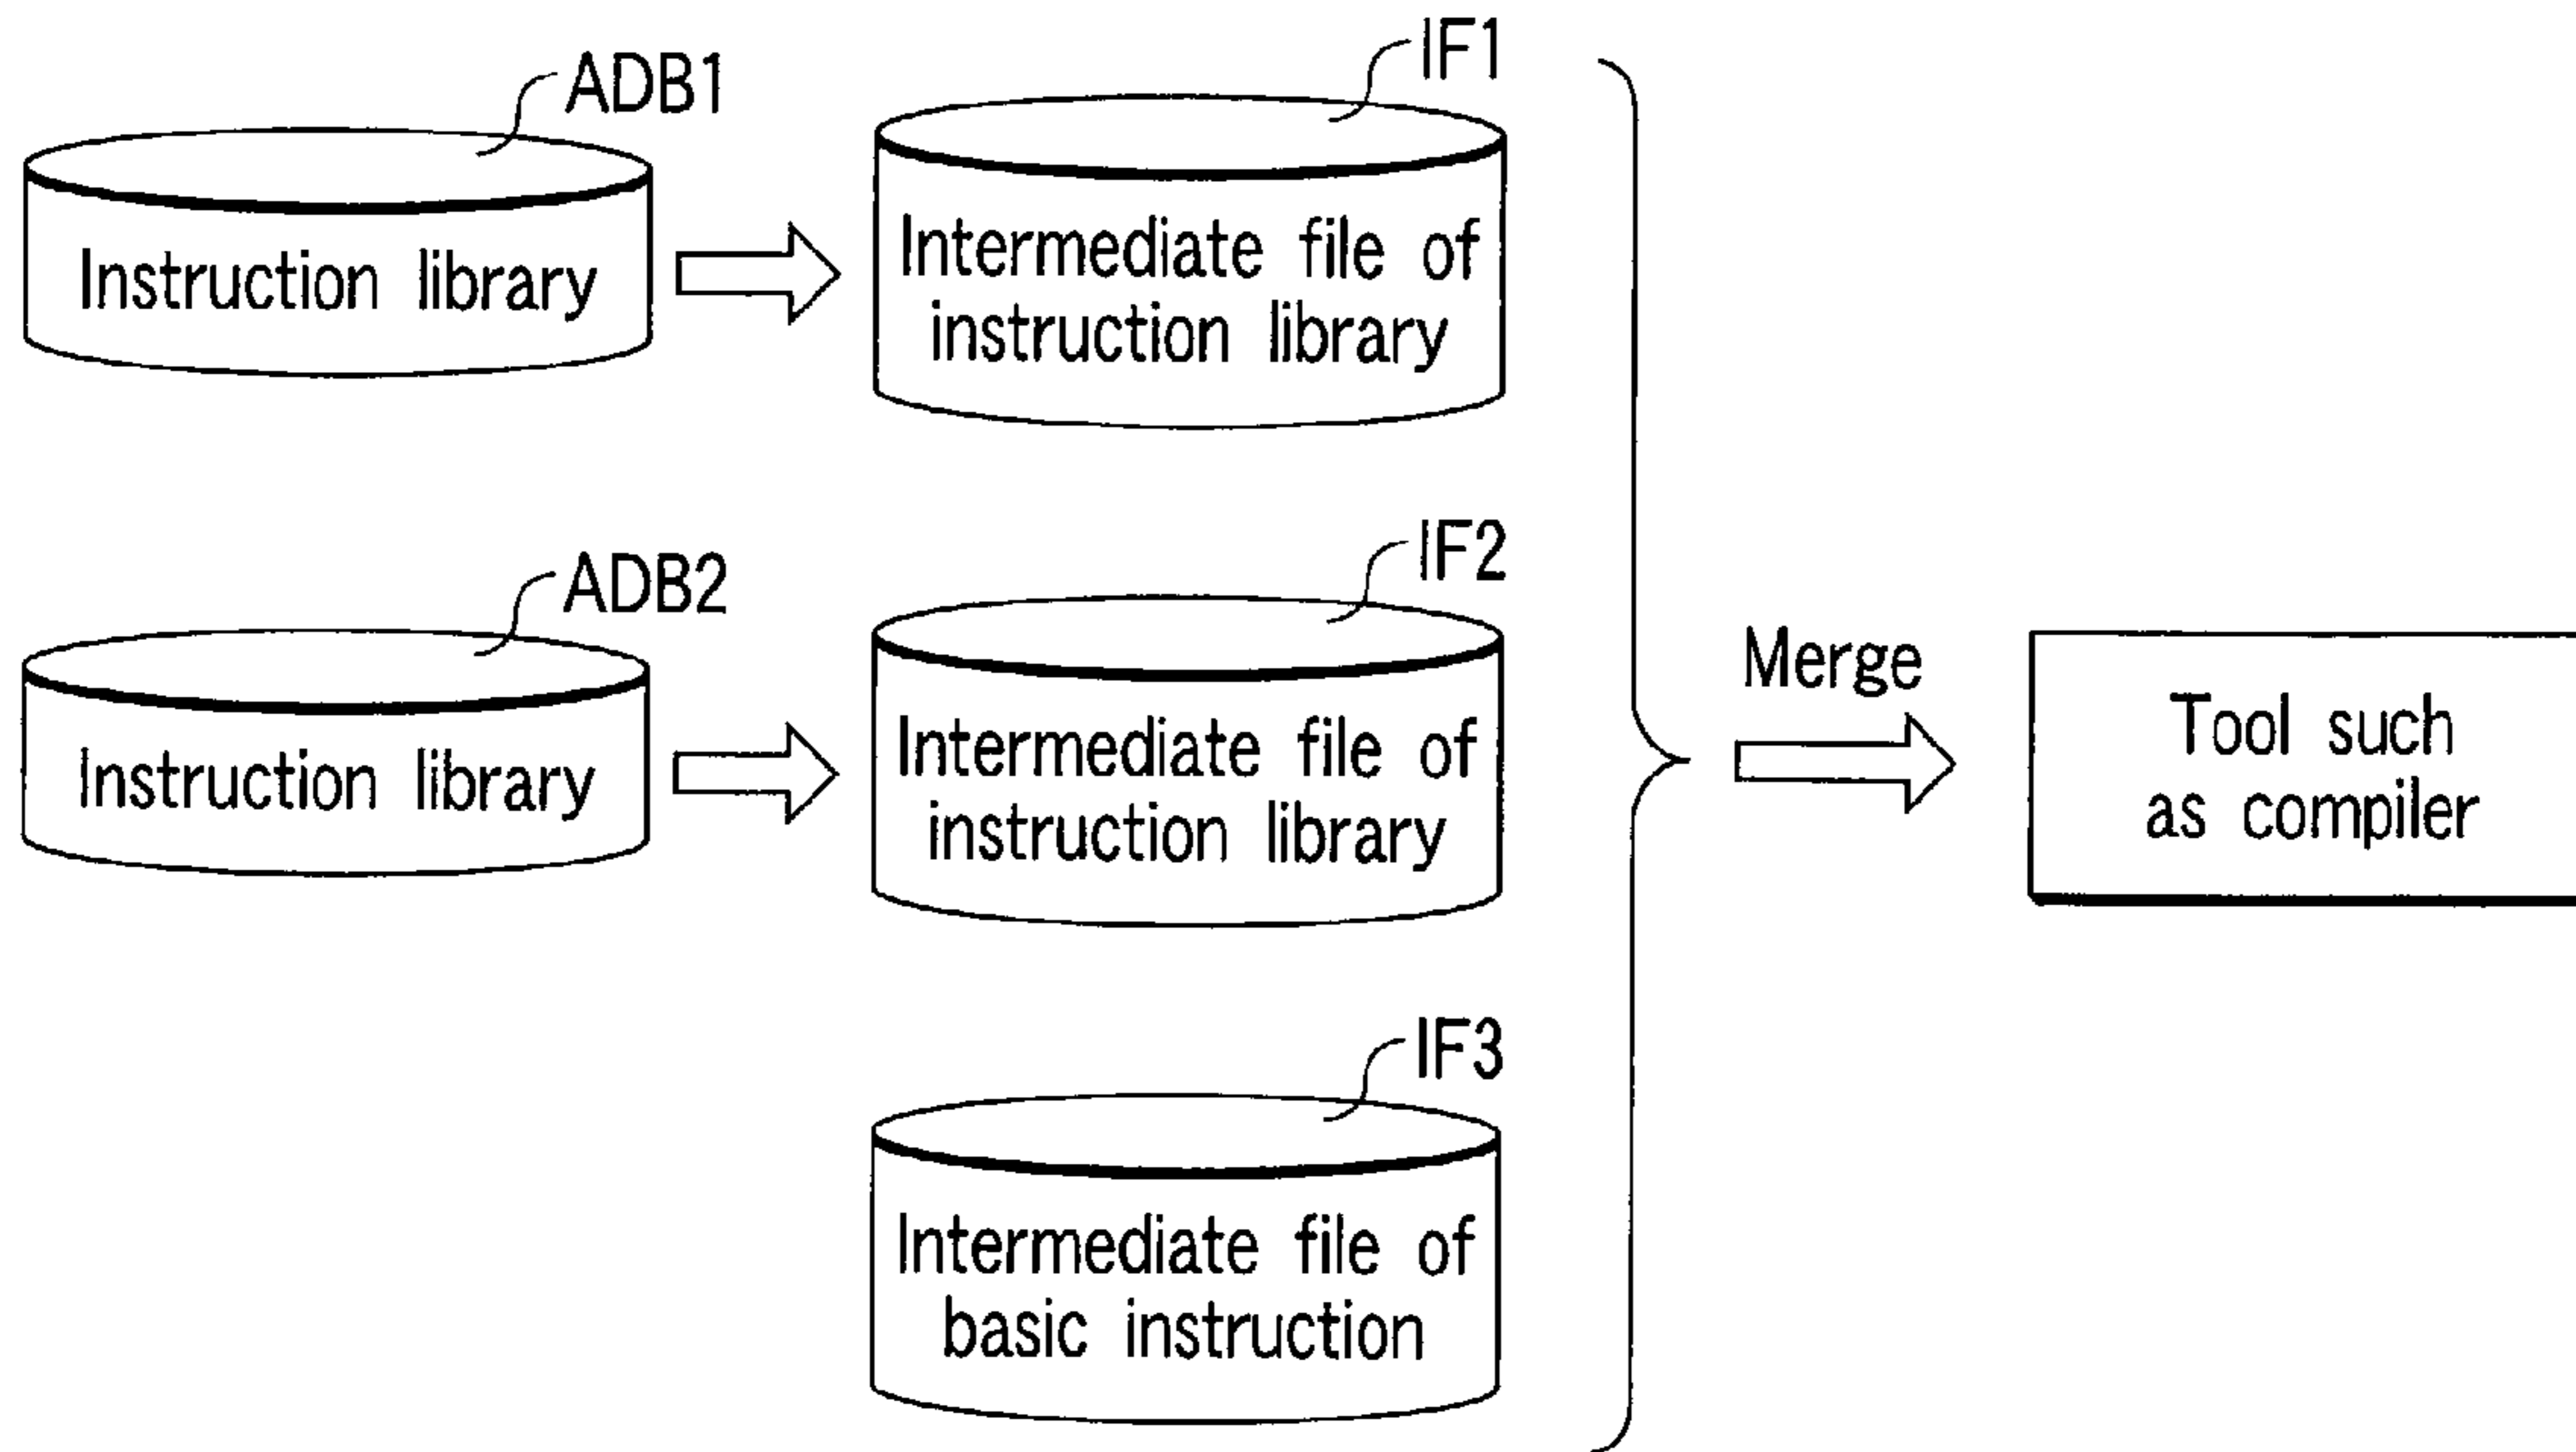 ADB1
Instruction library
IF1
Intermediate file of
instruction library
ADB2
Instruction library
IF2
Intermediate file of
instruction library
IF3
Intermediate file of
basic instruction
Merge
Tool such
as compiler